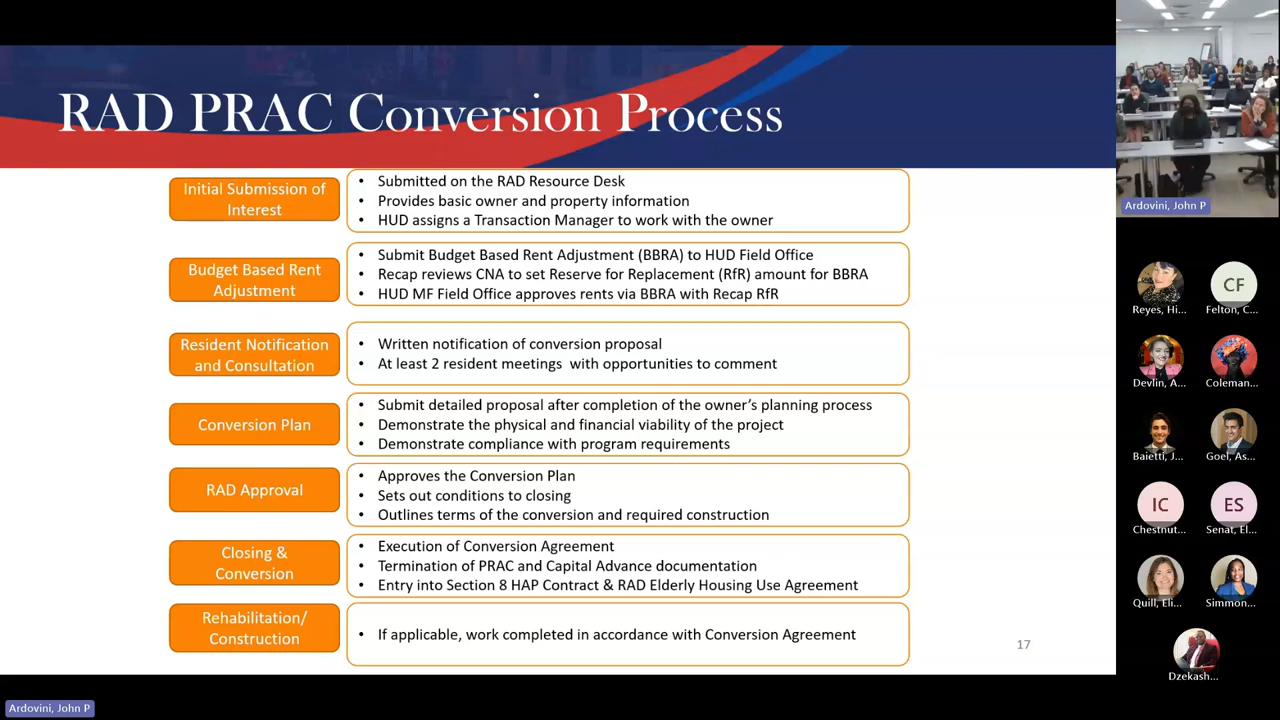 RAD PRAC Conversion Process
Initial Submission of
Interest
• Submitted on the RAD Resource Desk
• Provides basic owner and property information
• HUD assigns a Transaction Manager to work with the owner
Budget Based Rent
Adjustment
• Submit Budget Based Rent Adjustment (BBRA) to HUD Field Office
• Recap reviews CNA to set Reserve for Replacement (RfR) amount for BBRA
• HUD MF Field Office approves rents via BBRA with Recap RfR
Resident Notification
and Consultation
• Written notification of conversion proposal
• At least 2 resident meetings with opportunities to comment
Conversion Plan
• Submit detailed proposal after completion of the owner’s planning process
• Demonstrate the physical and financial viability of the project
• Demonstrate compliance with program requirements
RAD Approval
• Approves the Conversion Plan
• Sets out conditions to closing
• Outlines terms of the conversion and required construction
Closing &
Conversion
• Execution of Conversion Agreement
• Termination of PRAC and Capital Advance documentation
• Entry into Section 8 HAP Contract & RAD Elderly Housing Use Agreement
Rehabilitation/
Construction
• If applicable, work completed in accordance with Conversion Agreement
17
Ardovini, John P
Ardovini, John P
CF
Reyes, Hi...
Felton, C...
Devlin, A...
Coleman...
Baietti, J...
Goel, As...
IC
ES
Chestnut...
Senat, El...
Quill, Eli...
Simmon...
Dzekash...